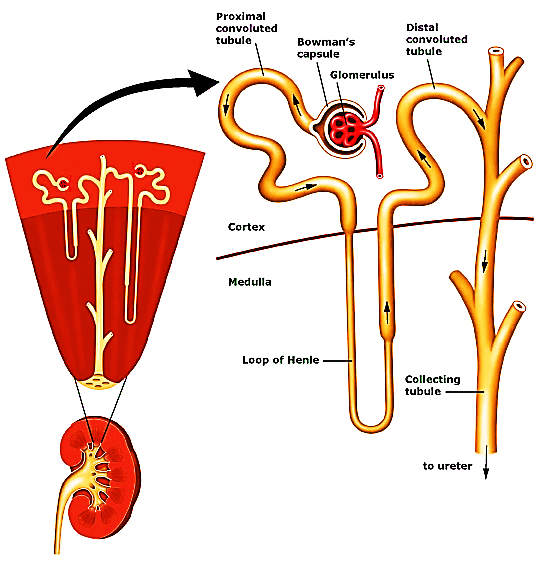 Proximal
convoluted
tubule
Bowman's
capsule
Glomerulus
Distal
convoluted
tubule
Cortex
Medulla
Loop of Henle
Collecting
tubule
to ureter